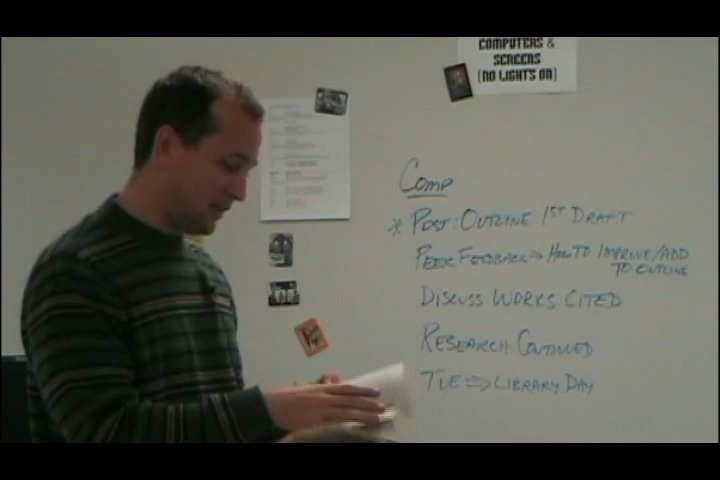 COMPUTERS &
SCREENS
(NO LIGHTS ON)
COMP
* POST: OUTLINE 1ST DRAFT
PEER FEEDBACK => HOW TO IMPROVE/ADD
TO OUTLINE
DISCUSS WORKS CITED
RESEARCH CONTINUED
TUE => LIBRARY DAY